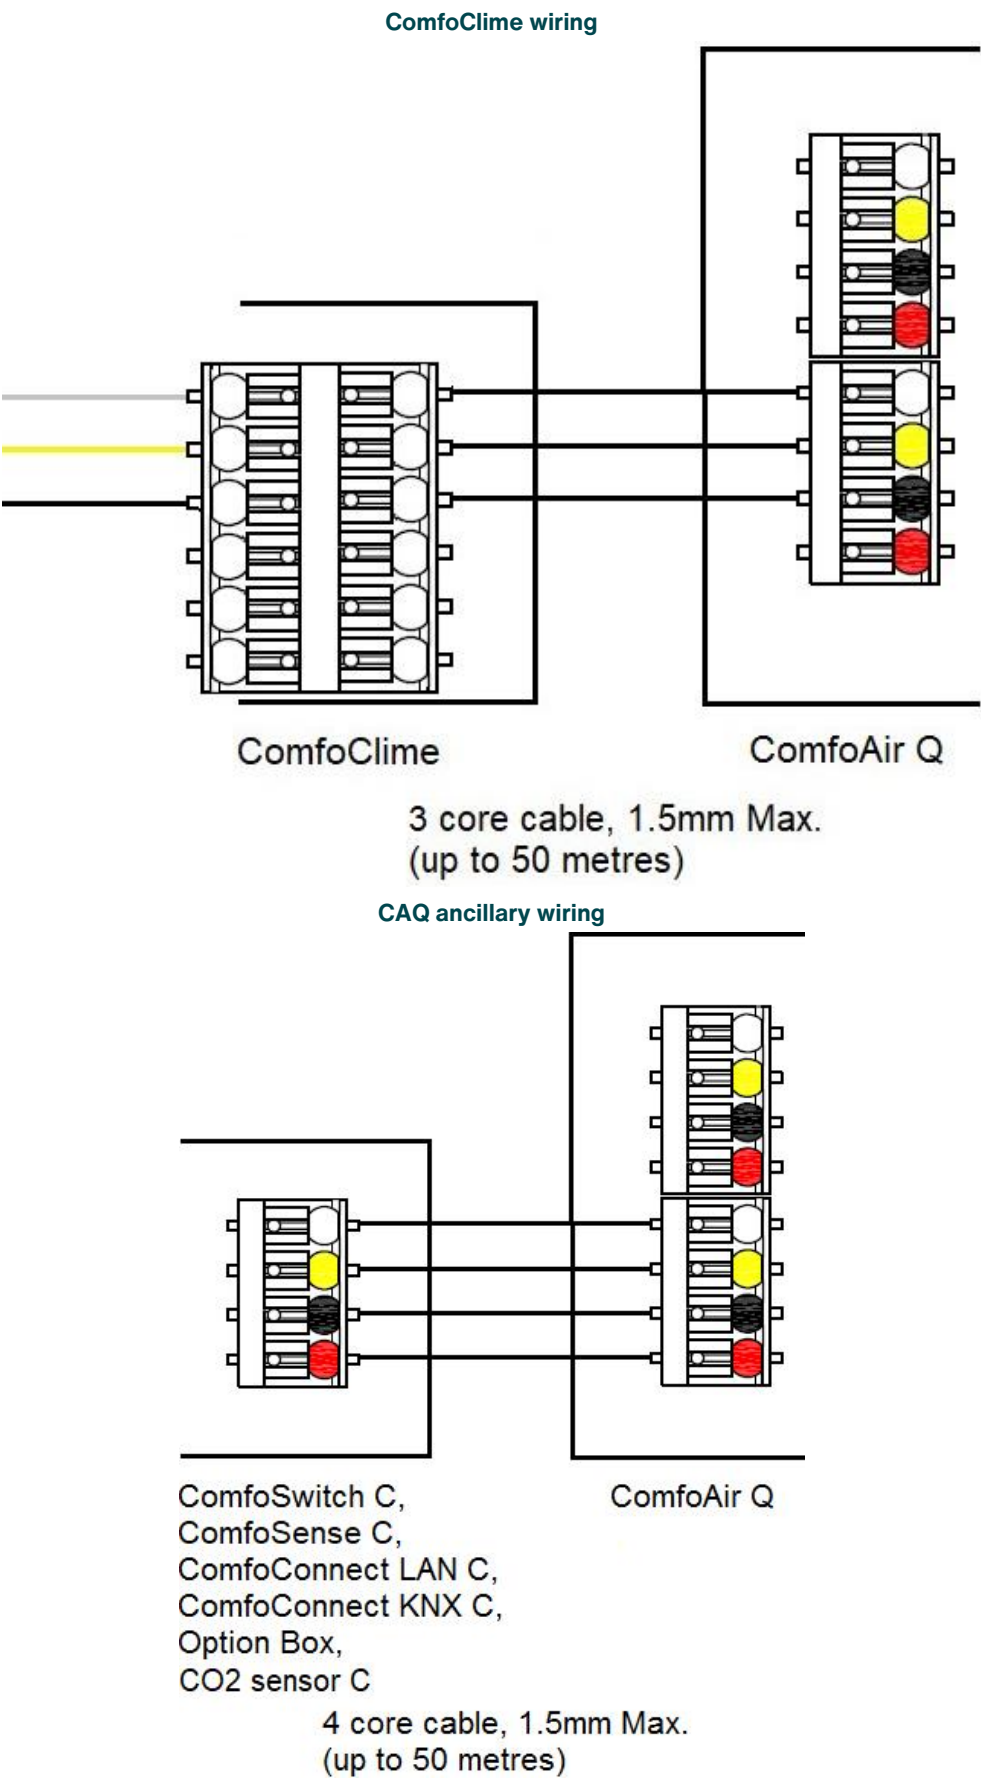 ComfoClime wiring
ComfoClime
ComfoAir Q
3 core cable, 1.5mm Max.
(up to 50 metres)
CAQ ancillary wiring
ComfoSwitch C,
ComfoSense C,
ComfoConnect LAN C,
ComfoConnect KNX C,
Option Box,
CO2 sensor C
ComfoAir Q
4 core cable, 1.5mm Max.
(up to 50 metres)